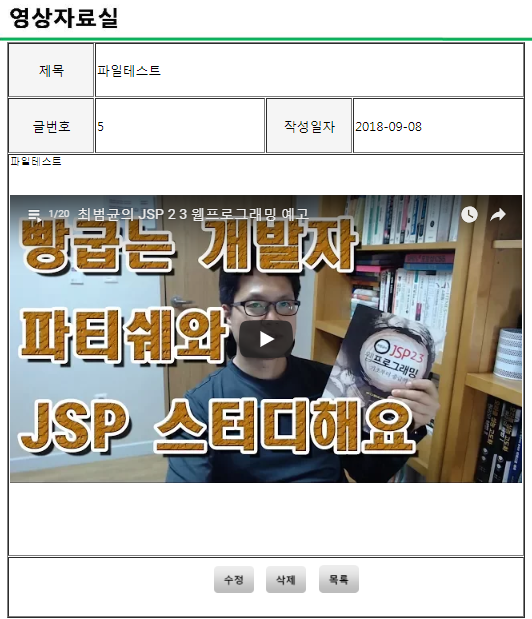 영상자료실
제목 파일테스트
글번호 5 작성일자 2018-09-08
파일테스트
1/20 최범균의 JSP 2 3 웹프로그래밍 예고
빵굽는 개발자
파티쉐와
JSP 스터디해요
JSP2.3
프로그래밍
수정 삭제 목록